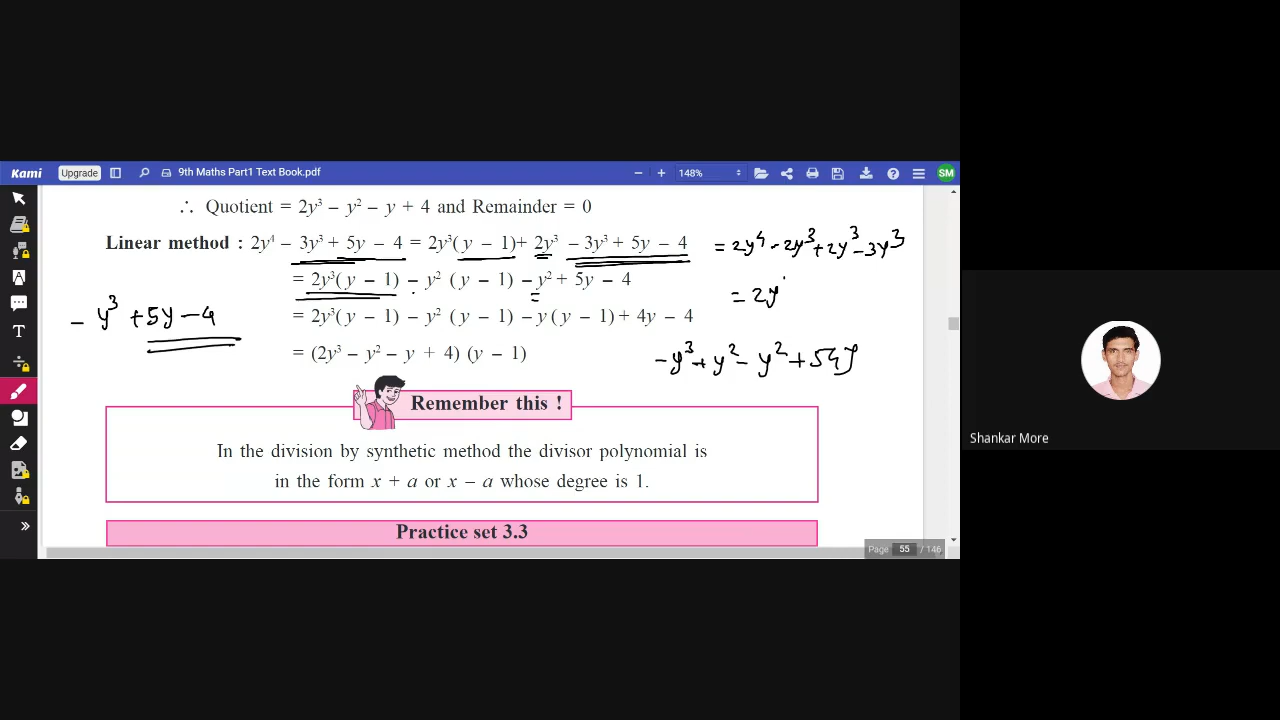 Kami Upgrade 9th Maths Part1 Text Book.pdf 148% SM
∴ Quotient = 2y³ – y² – y + 4 and Remainder = 0
Linear method : 2y⁴ – 3y³ + 5y – 4 = 2y³(y – 1)+ 2y³ – 3y³ + 5y – 4
= 2y⁴ - 2y³ + 2y³ - 3y³
= 2y³(y – 1) – y² (y – 1) – y² + 5y – 4
= 2y
- y³ + 5y - 4
= 2y³(y – 1) – y² (y – 1) – y (y – 1) + 4y – 4
= (2y³ – y² – y + 4) (y – 1)
-y³ + y² - y² + 54y
Remember this !
In the division by synthetic method the divisor polynomial is
in the form x + a or x – a whose degree is 1.
Practice set 3.3
Page 55 / 146
Shankar More